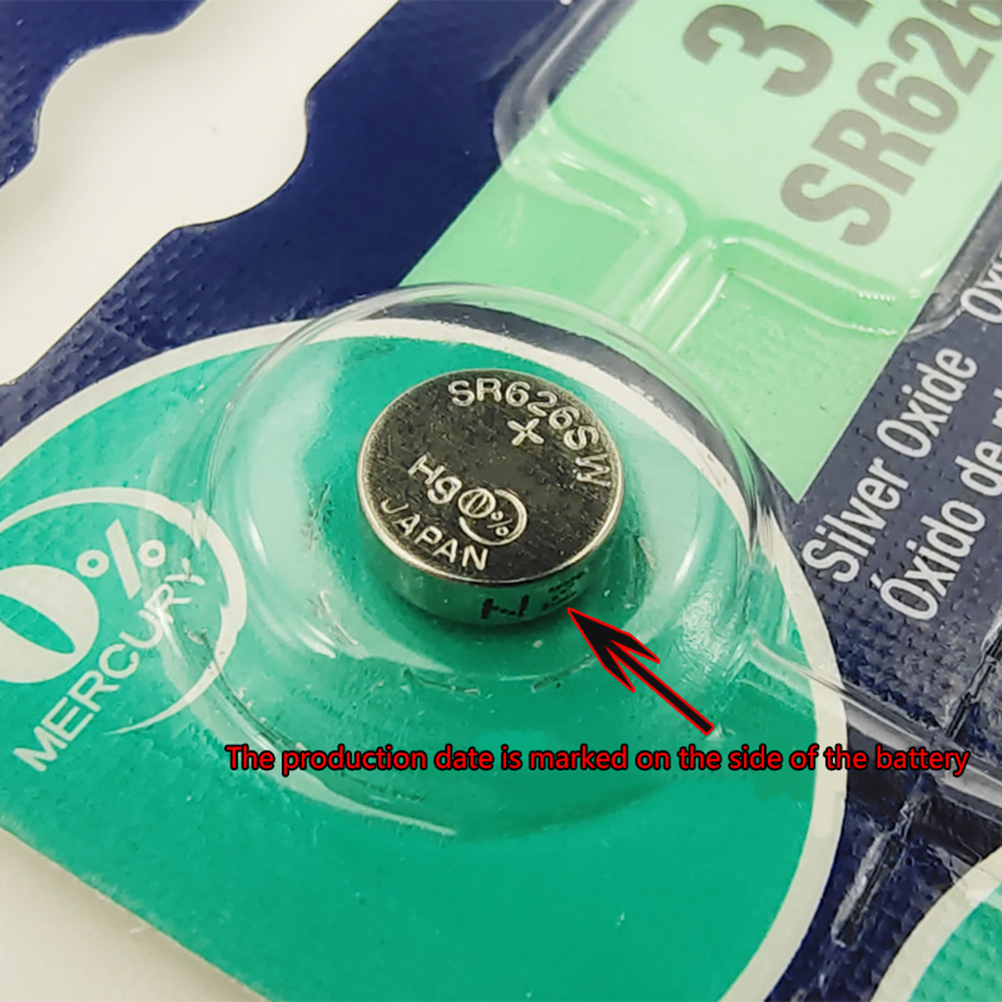 SR626
Silver Oxide
Óxido de
SR626SW
+
Hg 0%
JAPAN
0%
MERCURY
The production date is marked on the side of the battery